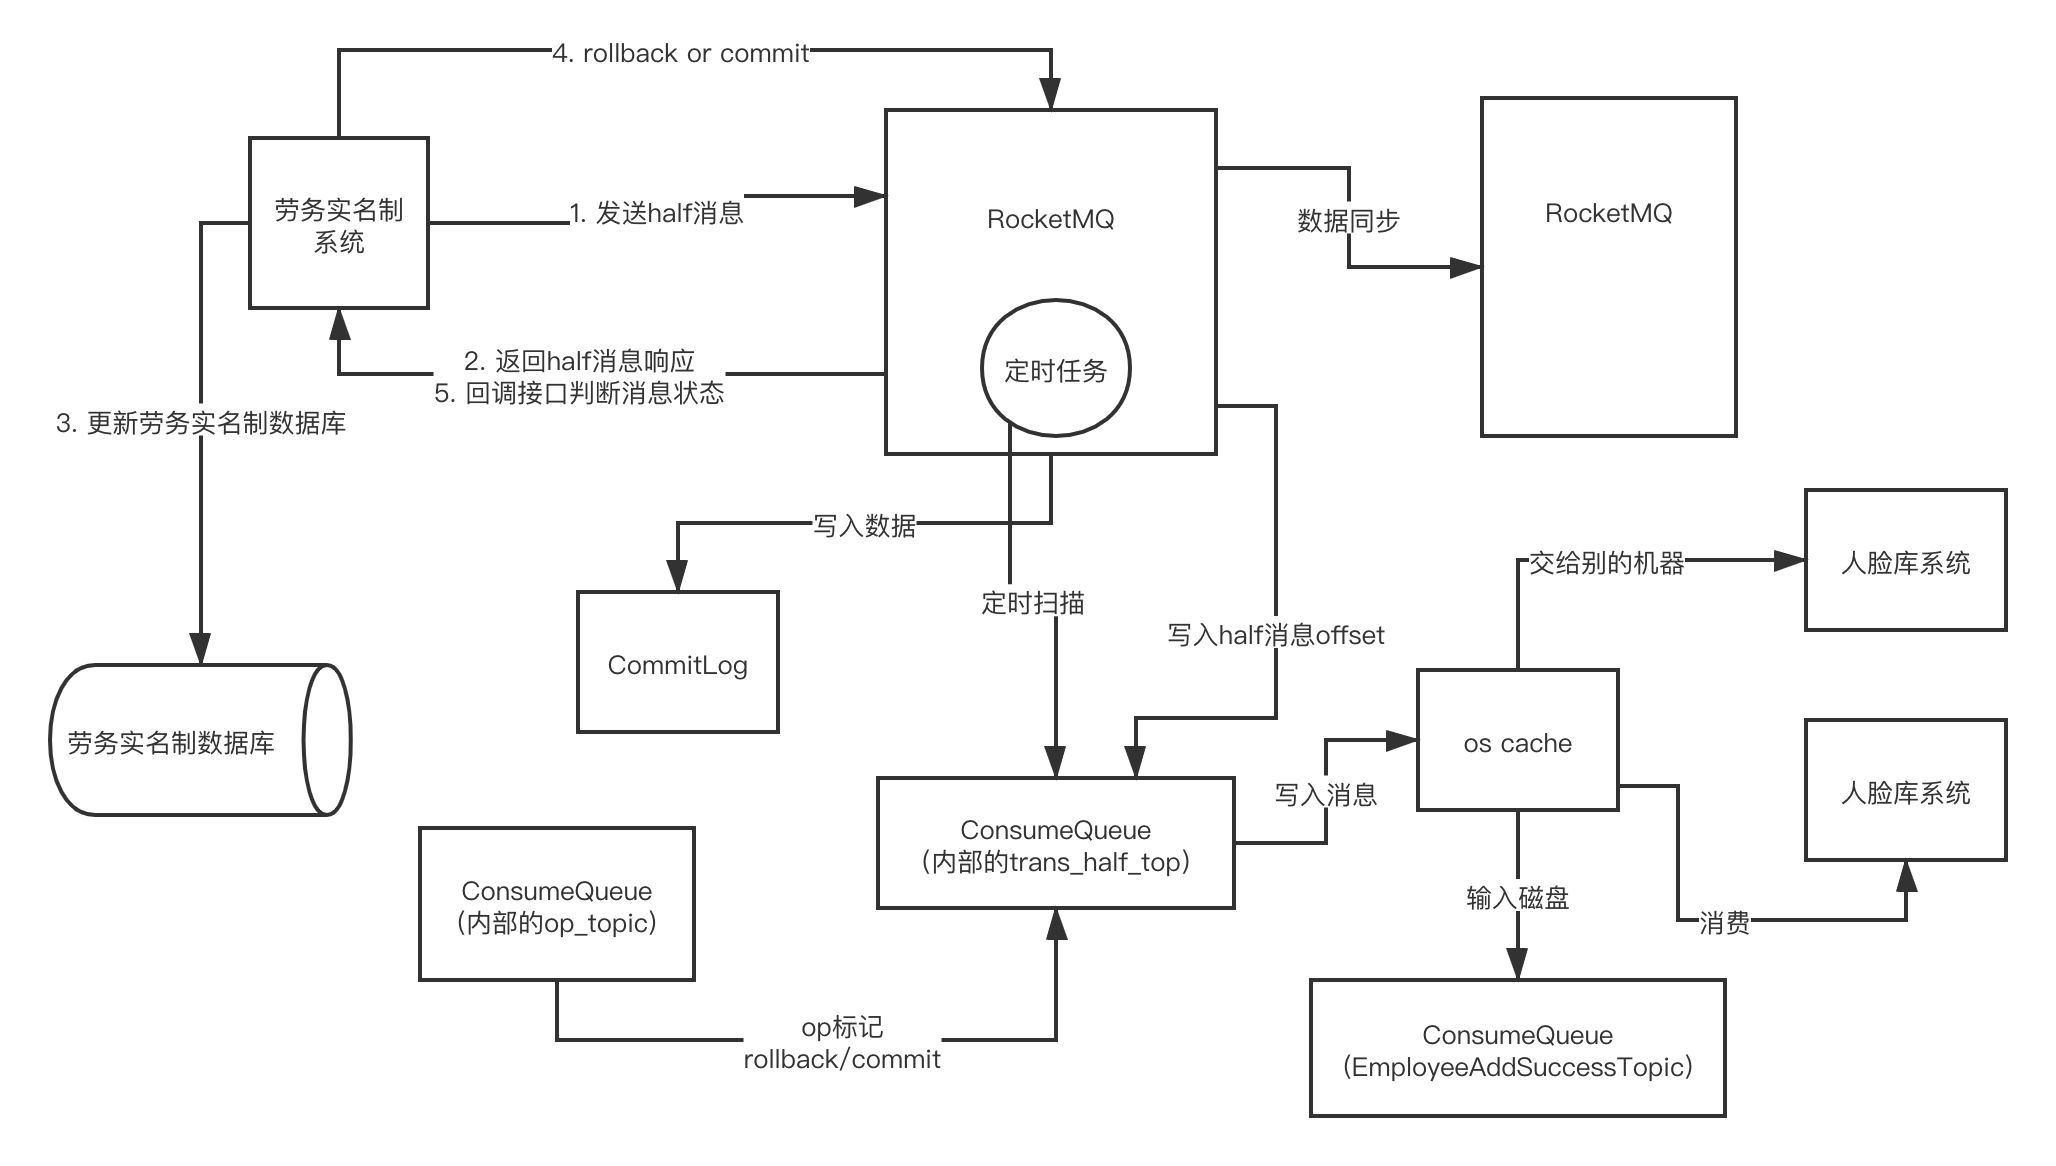 4. rollback or commit
劳务实名制
系统
1. 发送half消息
RocketMQ
数据同步
RocketMQ
定时任务
2. 返回half消息响应
5. 回调接口判断消息状态
3. 更新劳务实名制数据库
写入数据
定时扫描
写入half消息offset
交给别的机器
人脸库系统
CommitLog
劳务实名制数据库
os cache
人脸库系统
写入消息
ConsumeQueue
(内部的trans_half_top)
ConsumeQueue
(内部的op_topic)
输入磁盘
消费
op标记
rollback/commit
ConsumeQueue
(EmployeeAddSuccessTopic)